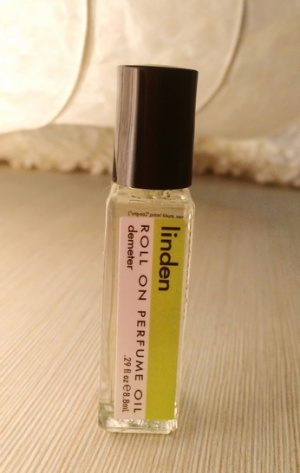 linden
ROLL ON PERFUME OIL
demeter
.29 fl oz e 8.8mL